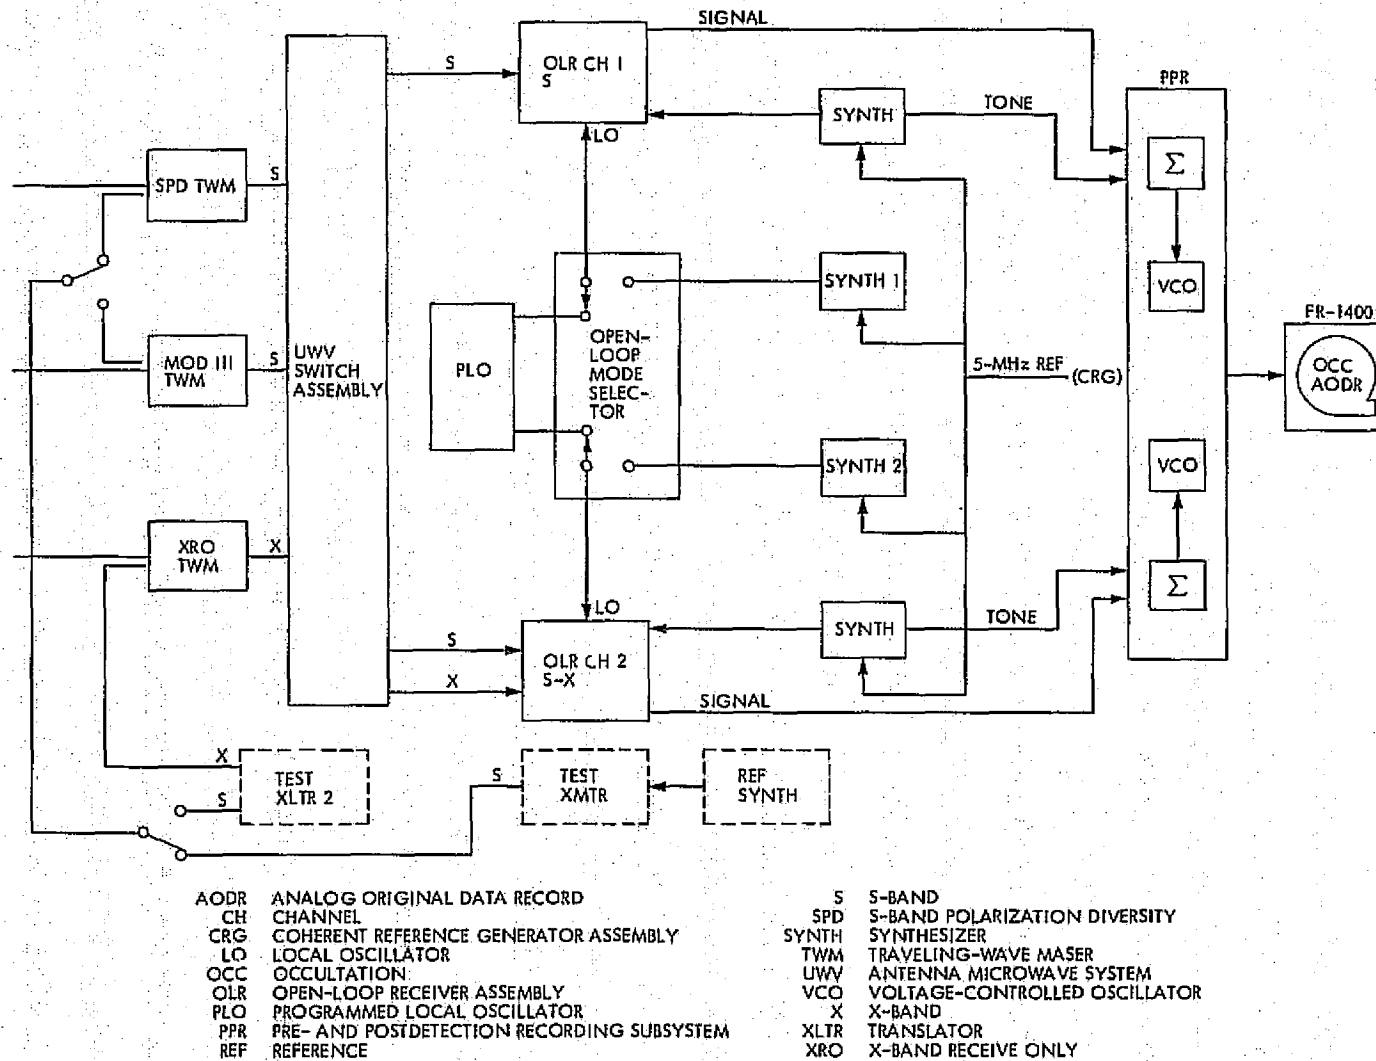 SIGNAL
S
OLR CH 1
S
PPR
LO
SYNTH
TONE
Σ
SPD TWM
S
SYNTH 1
VCO
FR-1400
OPEN-
LOOP
MODE
SELEC-
TOR
PLO
MOD III
TWM
S
UWV
SWITCH
ASSEMBLY
5-MHz REF
(CRG)
OCC
AODR
SYNTH 2
VCO
XRO
TWM
X
Σ
LO
SYNTH
TONE
S
OLR CH 2
S-X
X
SIGNAL
X
TEST
XLTR 2
S
S
TEST
XMTR
REF
SYNTH
AODR ANALOG ORIGINAL DATA RECORD
CH CHANNEL
CRG COHERENT REFERENCE GENERATOR ASSEMBLY
LO LOCAL OSCILLATOR
OCC OCCULTATION
OLR OPEN-LOOP RECEIVER ASSEMBLY
PLO PROGRAMMED LOCAL OSCILLATOR
PPR PRE- AND POSTDETECTION RECORDING SUBSYSTEM
REF REFERENCE
S S-BAND
SPD S-BAND POLARIZATION DIVERSITY
SYNTH SYNTHESIZER
TWM TRAVELING-WAVE MASER
UWV ANTENNA MICROWAVE SYSTEM
VCO VOLTAGE-CONTROLLED OSCILLATOR
X X-BAND
XLTR TRANSLATOR
XRO X-BAND RECEIVE ONLY